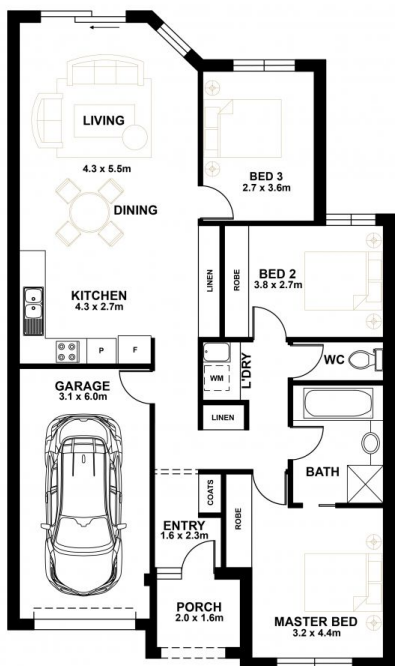 LIVING
4.3 x 5.5m
BED 3
2.7 x 3.6m
DINING
KITCHEN
4.3 x 2.7m
LINEN
ROBE
BED 2
3.8 x 2.7m
P
F
WM
L'DRY
WC
GARAGE
3.1 x 6.0m
LINEN
BATH
COATS
ROBE
ENTRY
1.6 x 2.3m
PORCH
2.0 x 1.6m
MASTER BED
3.2 x 4.4m